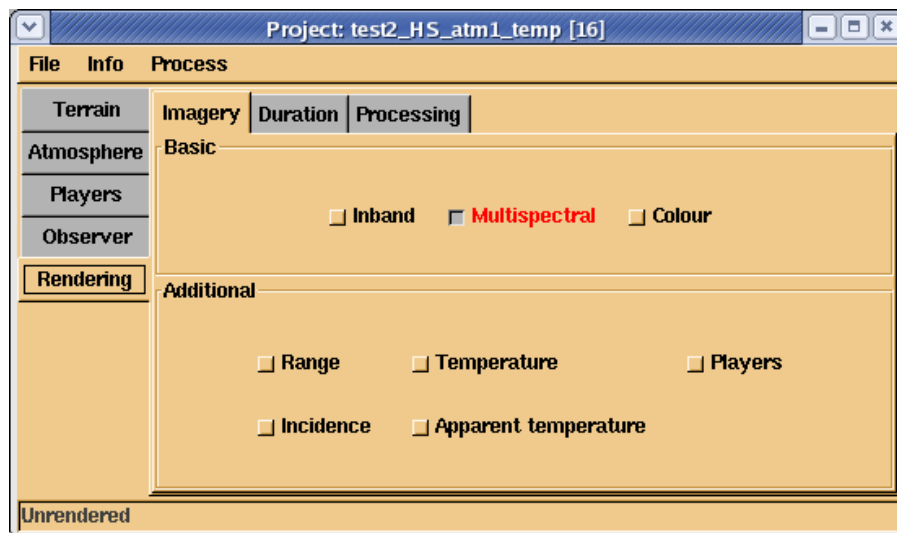 Project: test2_HS_atm1_temp [16]
File Info Process
Terrain
Atmosphere
Players
Observer
Rendering
Imagery Duration Processing
Basic
Inband Multispectral Colour
Additional
Range Temperature Players
Incidence Apparent temperature
Unrendered